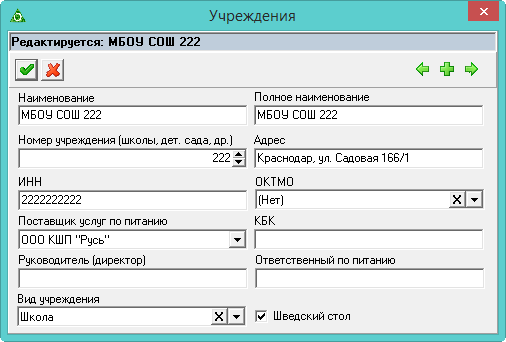 Учреждения
Редактируется: МБОУ СОШ 222
Наименование
Полное наименование
МБОУ СОШ 222
МБОУ СОШ 222
Номер учреждения (школы, дет. сада, др.)
Адрес
222
Краснодар, ул. Садовая 166/1
ИНН
ОКТМО
2222222222
(Нет)
Поставщик услуг по питанию
КБК
ООО КШП "Русь"
Руководитель (директор)
Ответственный по питанию
Вид учреждения
Школа
Шведский стол